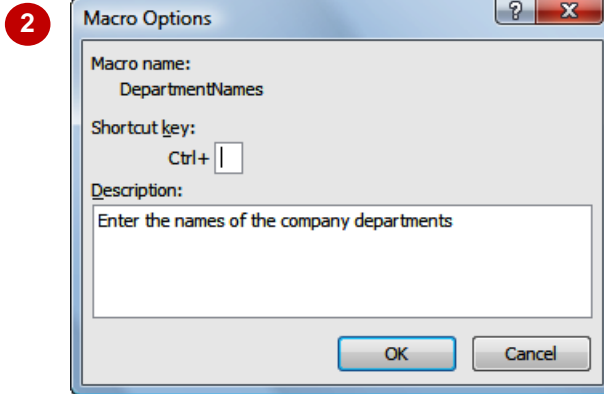 2
Macro Options
Macro name:
DepartmentNames
Shortcut key:
Ctrl+
Description:
Enter the names of the company departments
OK
Cancel